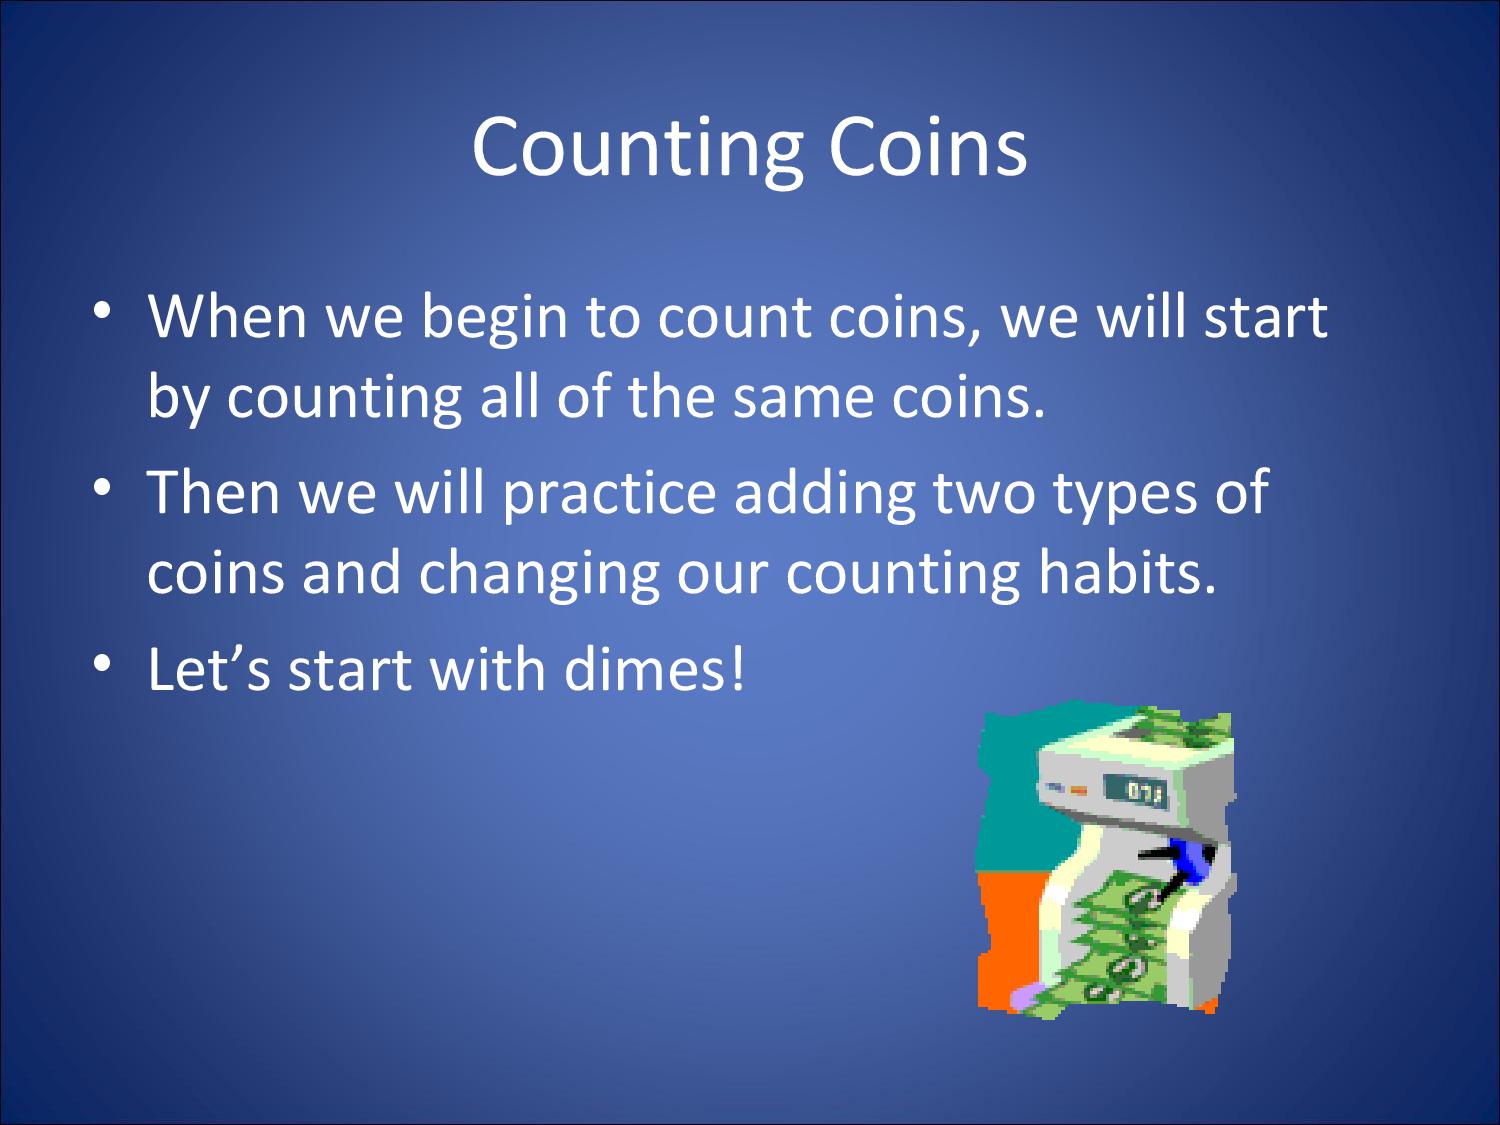 Counting Coins
• When we begin to count coins, we will start
by counting all of the same coins.
• Then we will practice adding two types of
coins and changing our counting habits.
• Let’s start with dimes!